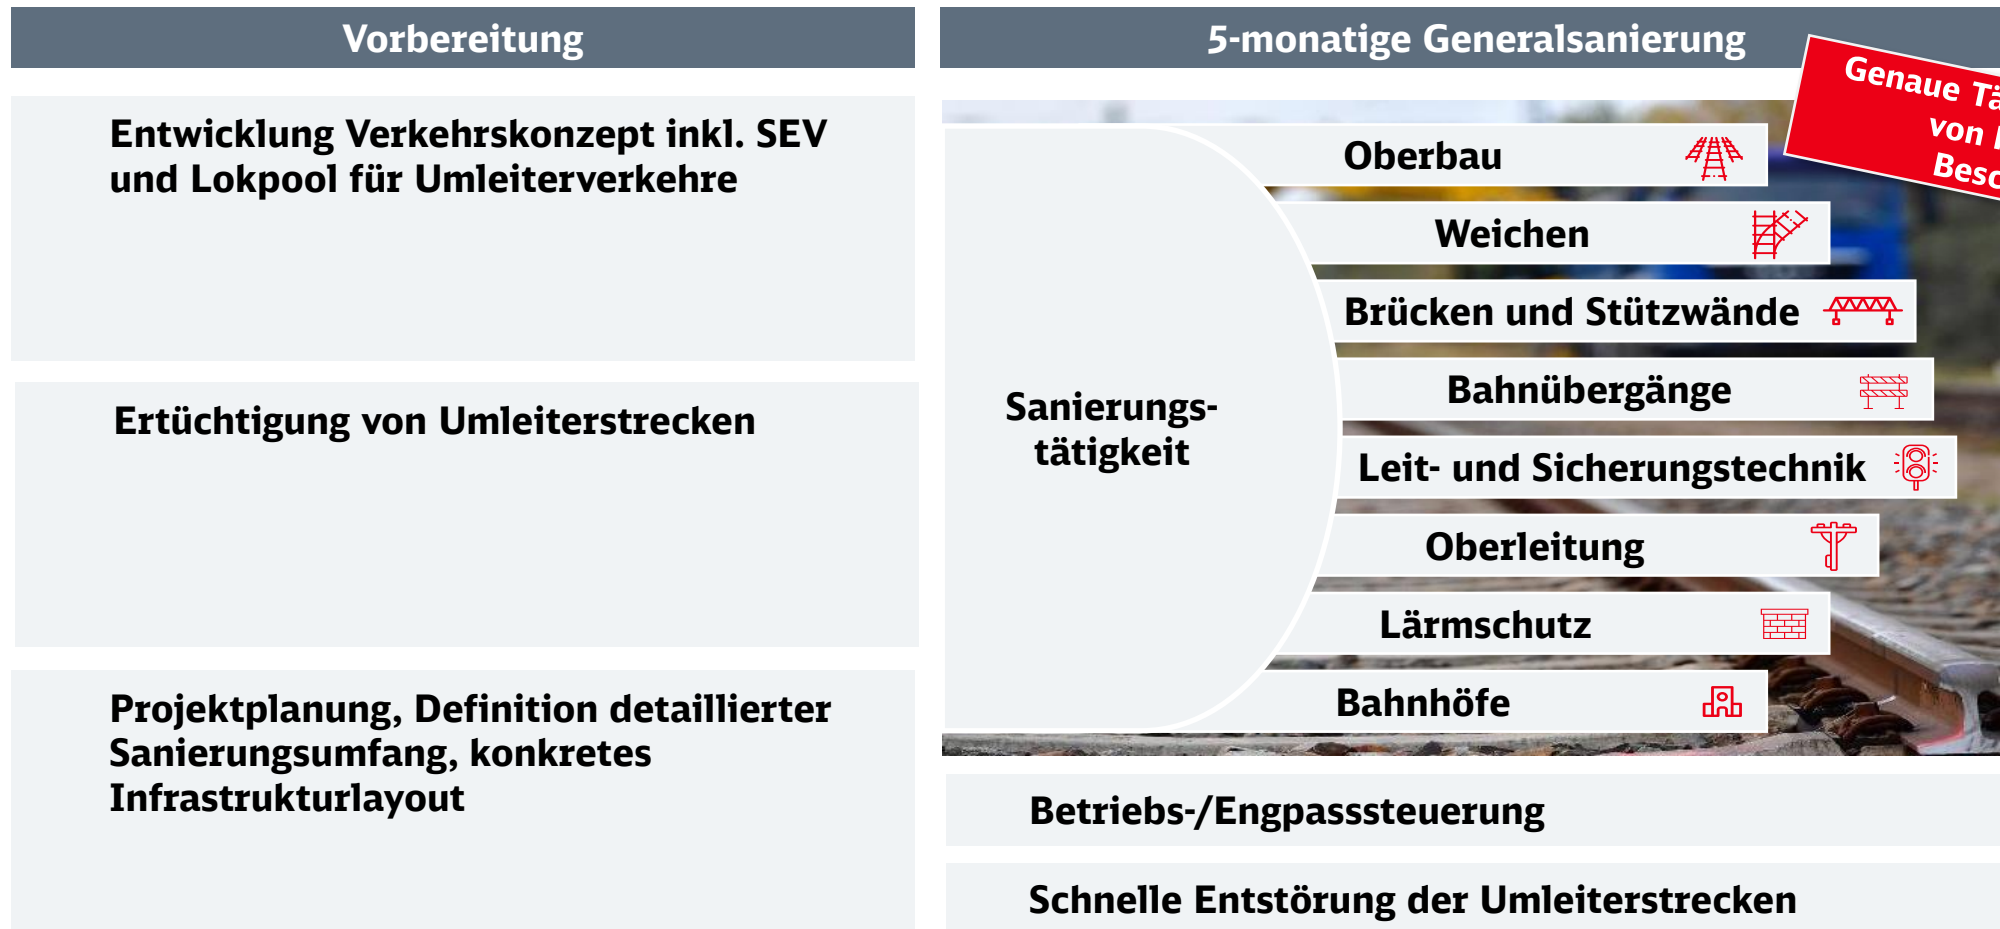 Vorbereitung
Entwicklung Verkehrskonzept inkl. SEV
und Lokpool für Umleiterverkehre
Ertüchtigung von Umleiterstrecken
Projektplanung, Definition detaillierter
Sanierungsumfang, konkretes
Infrastrukturlayout
5-monatige Generalsanierung
Genaue
von
Sanierungs-
tätigkeit
Oberbau
Weichen
Brücken und Stützwände
Bahnübergänge
Leit- und Sicherungstechnik
Oberleitung
Lärmschutz
Bahnhöfe
Betriebs-/Engpasssteuerung
Schnelle Entstörung der Umleiterstrecken